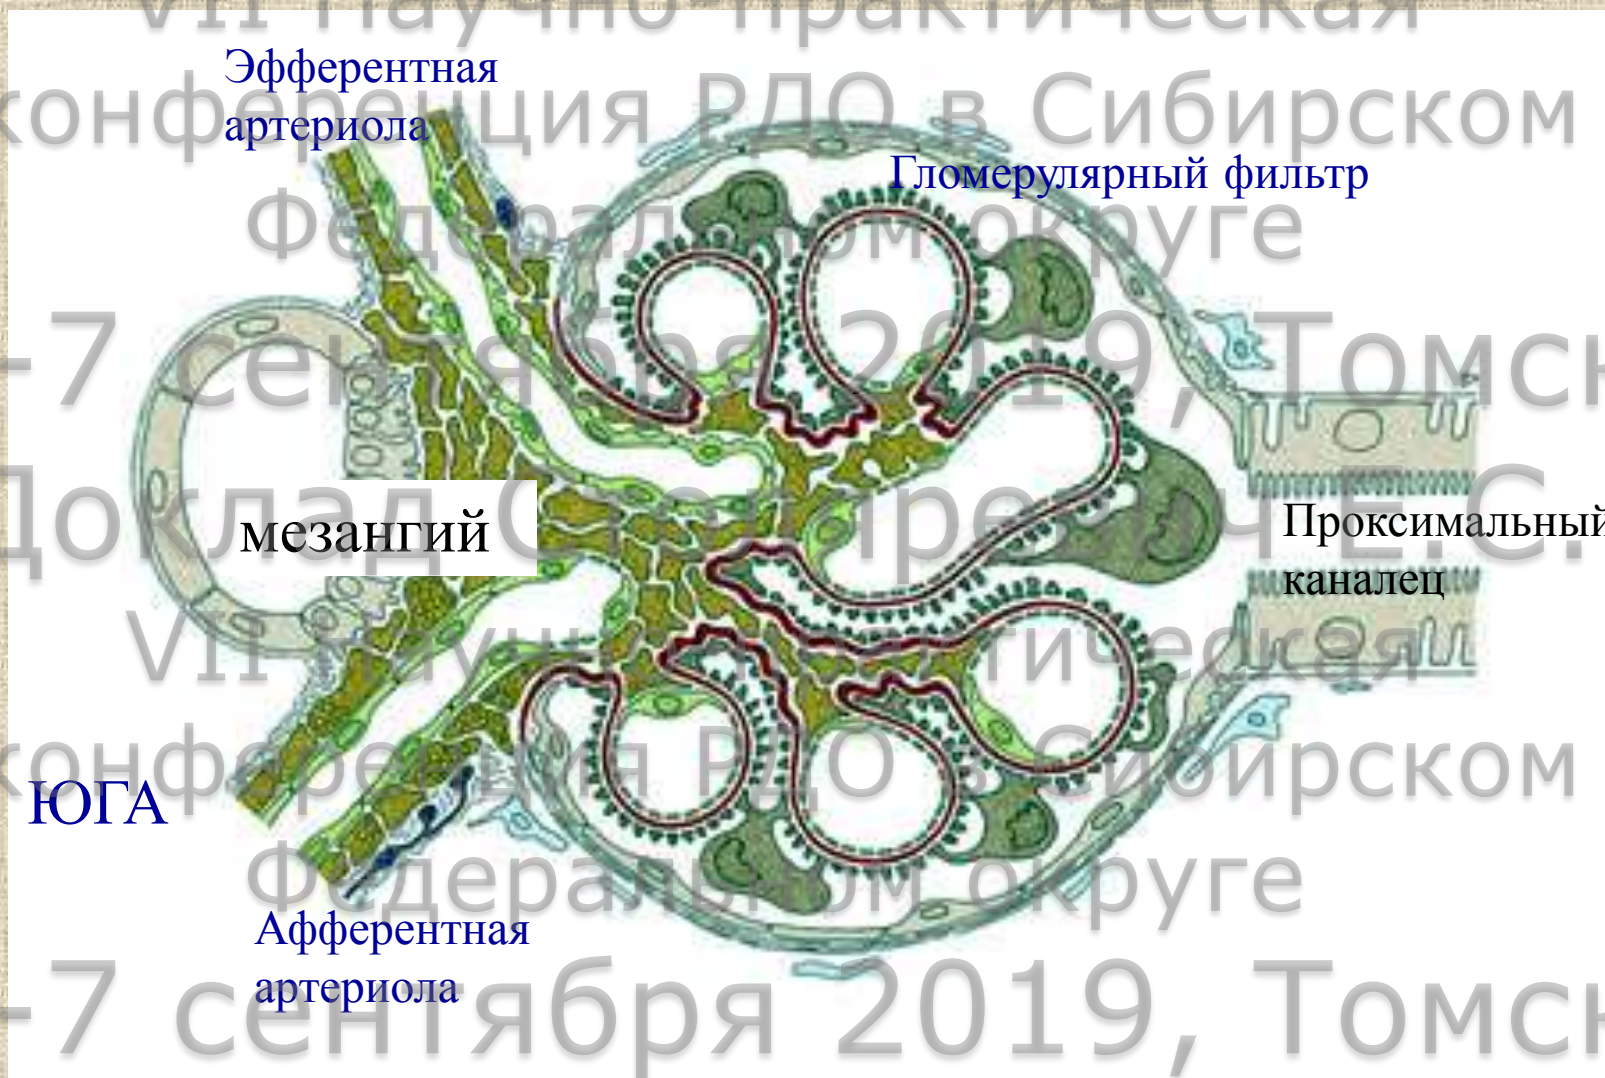 VII Научно-практическая
Эфферентная
артериола
конференция РДО в Сибирском
Гломерулярный фильтр
Федеральном округе
-7 сентября 2019, Томск
мезангий
Доклад Столяревич Е.С.
Проксимальный
каналец
VII Научно-практическая
конференция РДО в Сибирском
ЮГА
Федеральном округе
Афферентная
артериола
-7 сентября 2019, Томск